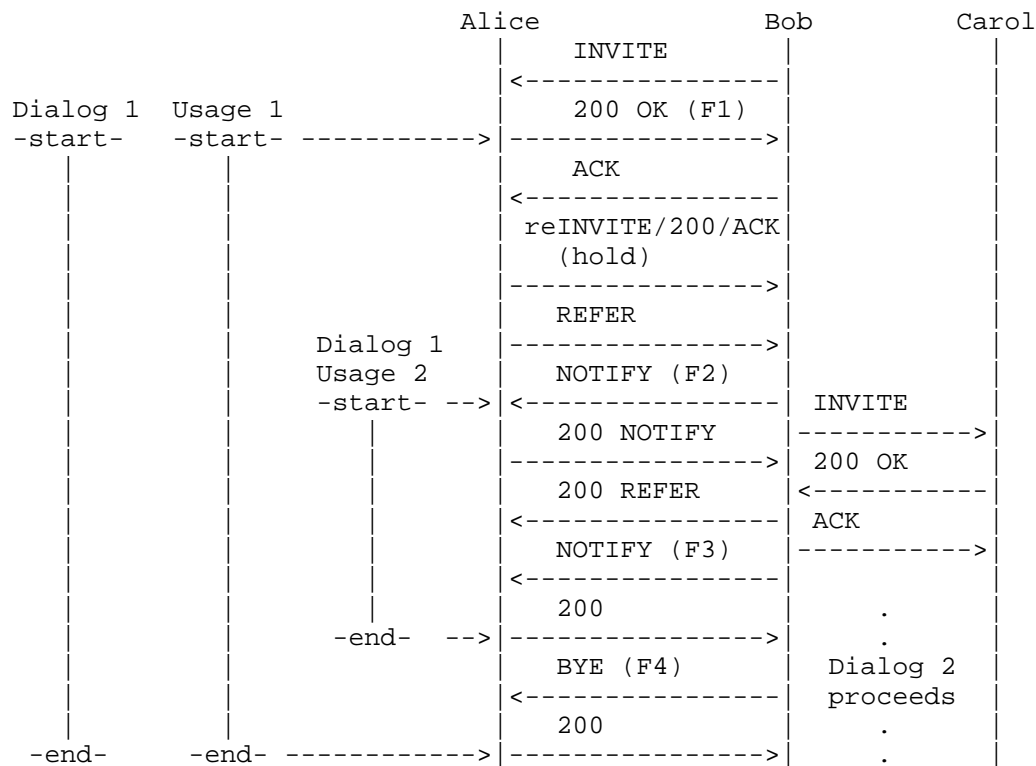 Alice Bob Carol
INVITE
<----------------
Dialog 1 Usage 1 200 OK (F1)
-start- -start- ----------->---------------->
ACK
<----------------
reINVITE/200/ACK
(hold)
---------------->
REFER
Dialog 1 ---------------->
Usage 2 NOTIFY (F2)
-start- --><---------------- INVITE
200 NOTIFY ----------->
----------------> 200 OK
200 REFER <-----------
<---------------- ACK
NOTIFY (F3) ----------->
<----------------
200 .
-end- -->----------------> .
BYE (F4) Dialog 2
<---------------- proceeds
200 .
-end- -end- ----------->----------------> .